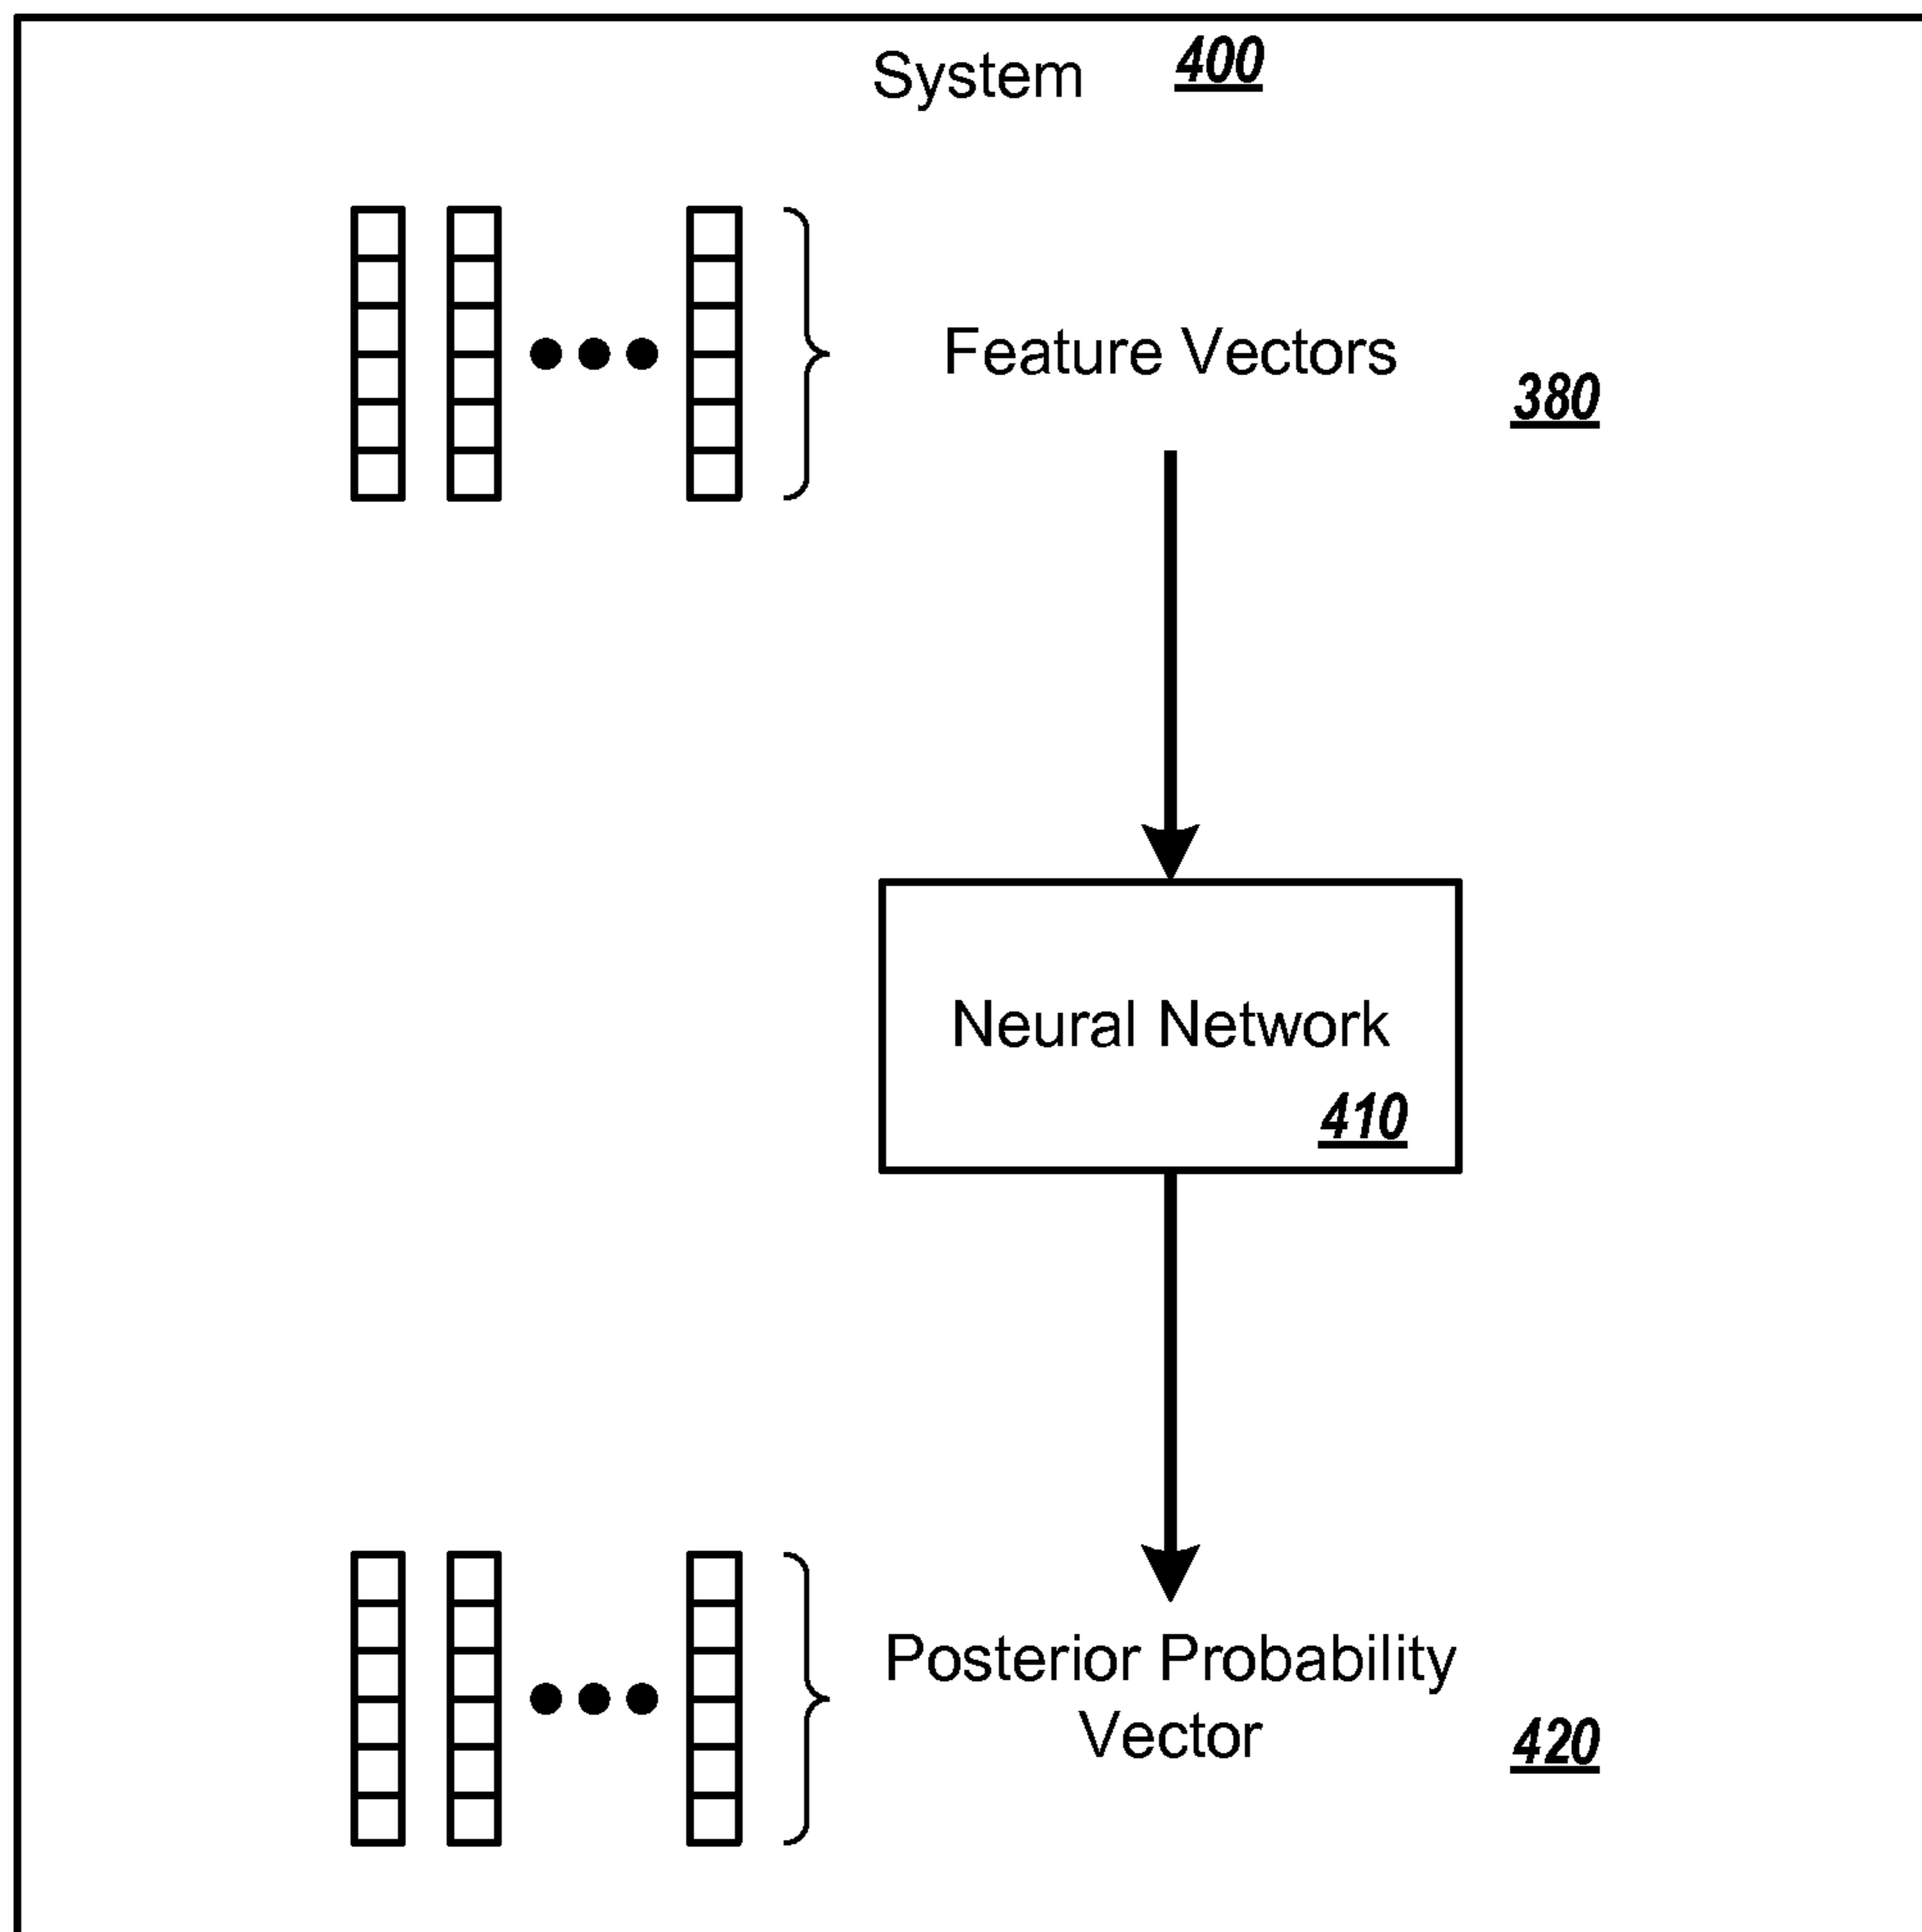 System 400
Feature Vectors
380
Neural Network
410
Posterior Probability
Vector
420